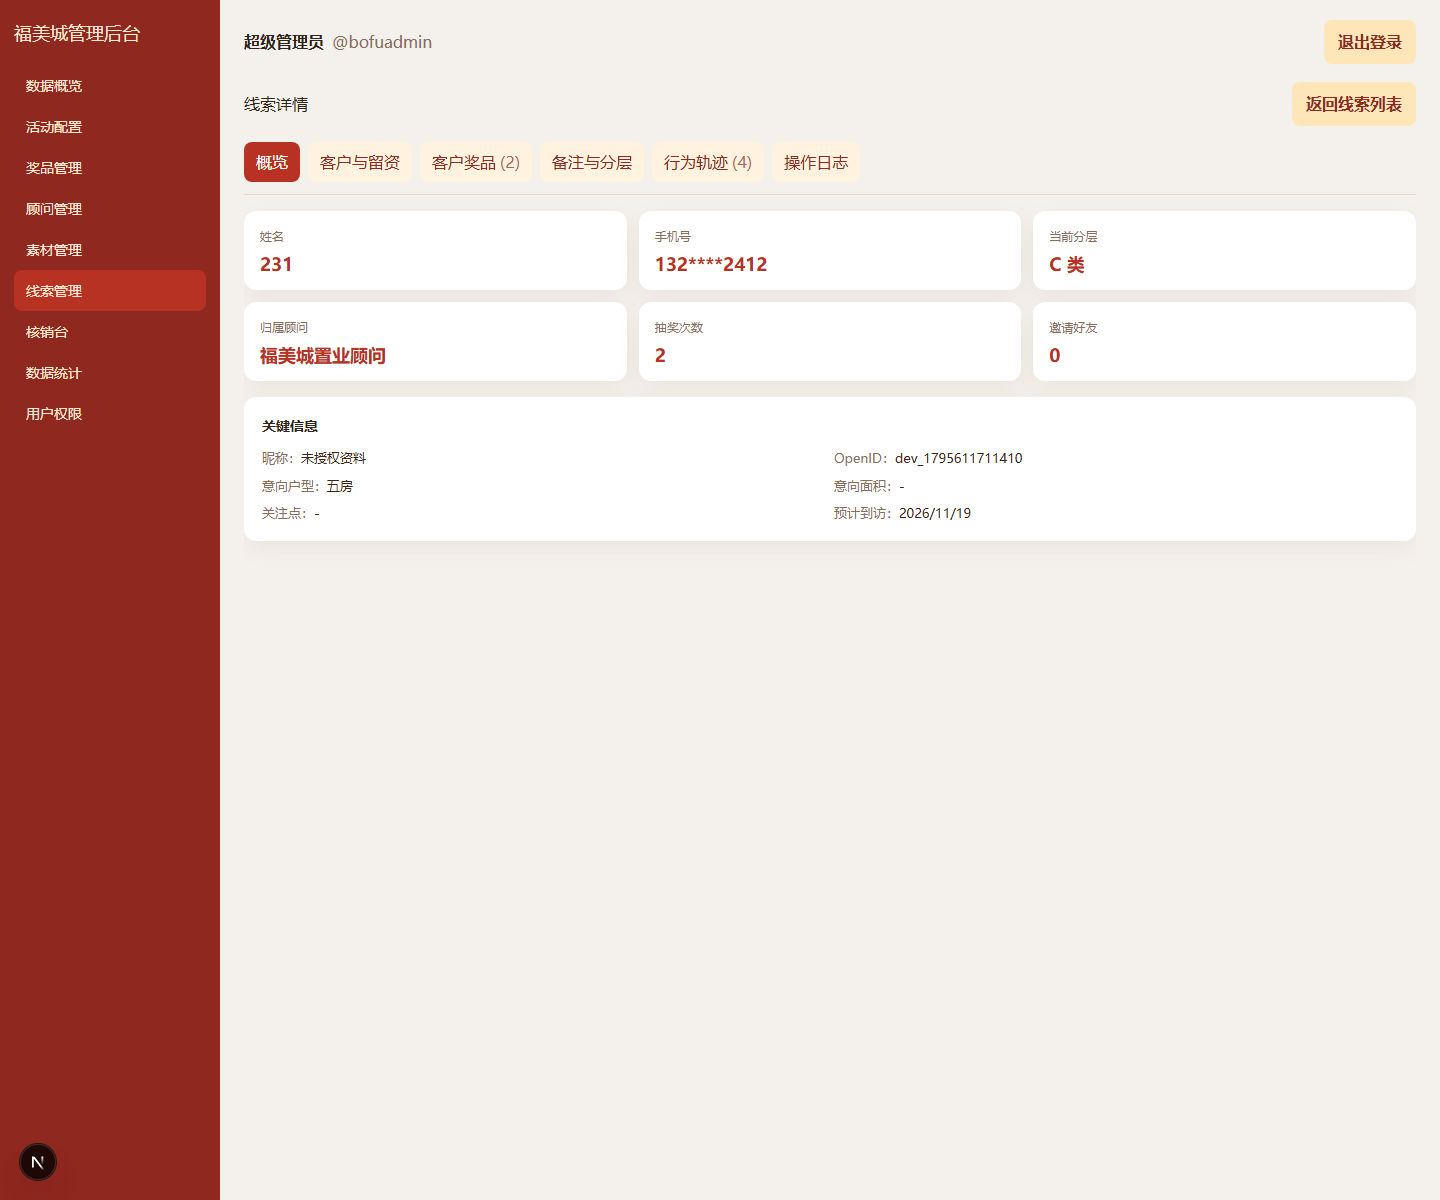 福美城管理后台
数据概览
活动配置
奖品管理
顾问管理
素材管理
线索管理
核销台
数据统计
用户权限
N
超级管理员 @bofuadmin
退出登录
线索详情
返回线索列表
概览 客户与留资 客户奖品 (2) 备注与分层 行为轨迹 (4) 操作日志
姓名
231
手机号
132****2412
当前分层
C 类
归属顾问
福美城置业顾问
抽奖次数
2
邀请好友
0
关键信息
昵称：未授权资料
OpenID：dev_1795611711410
意向户型：五房
意向面积：-
关注点：-
预计到访：2026/11/19